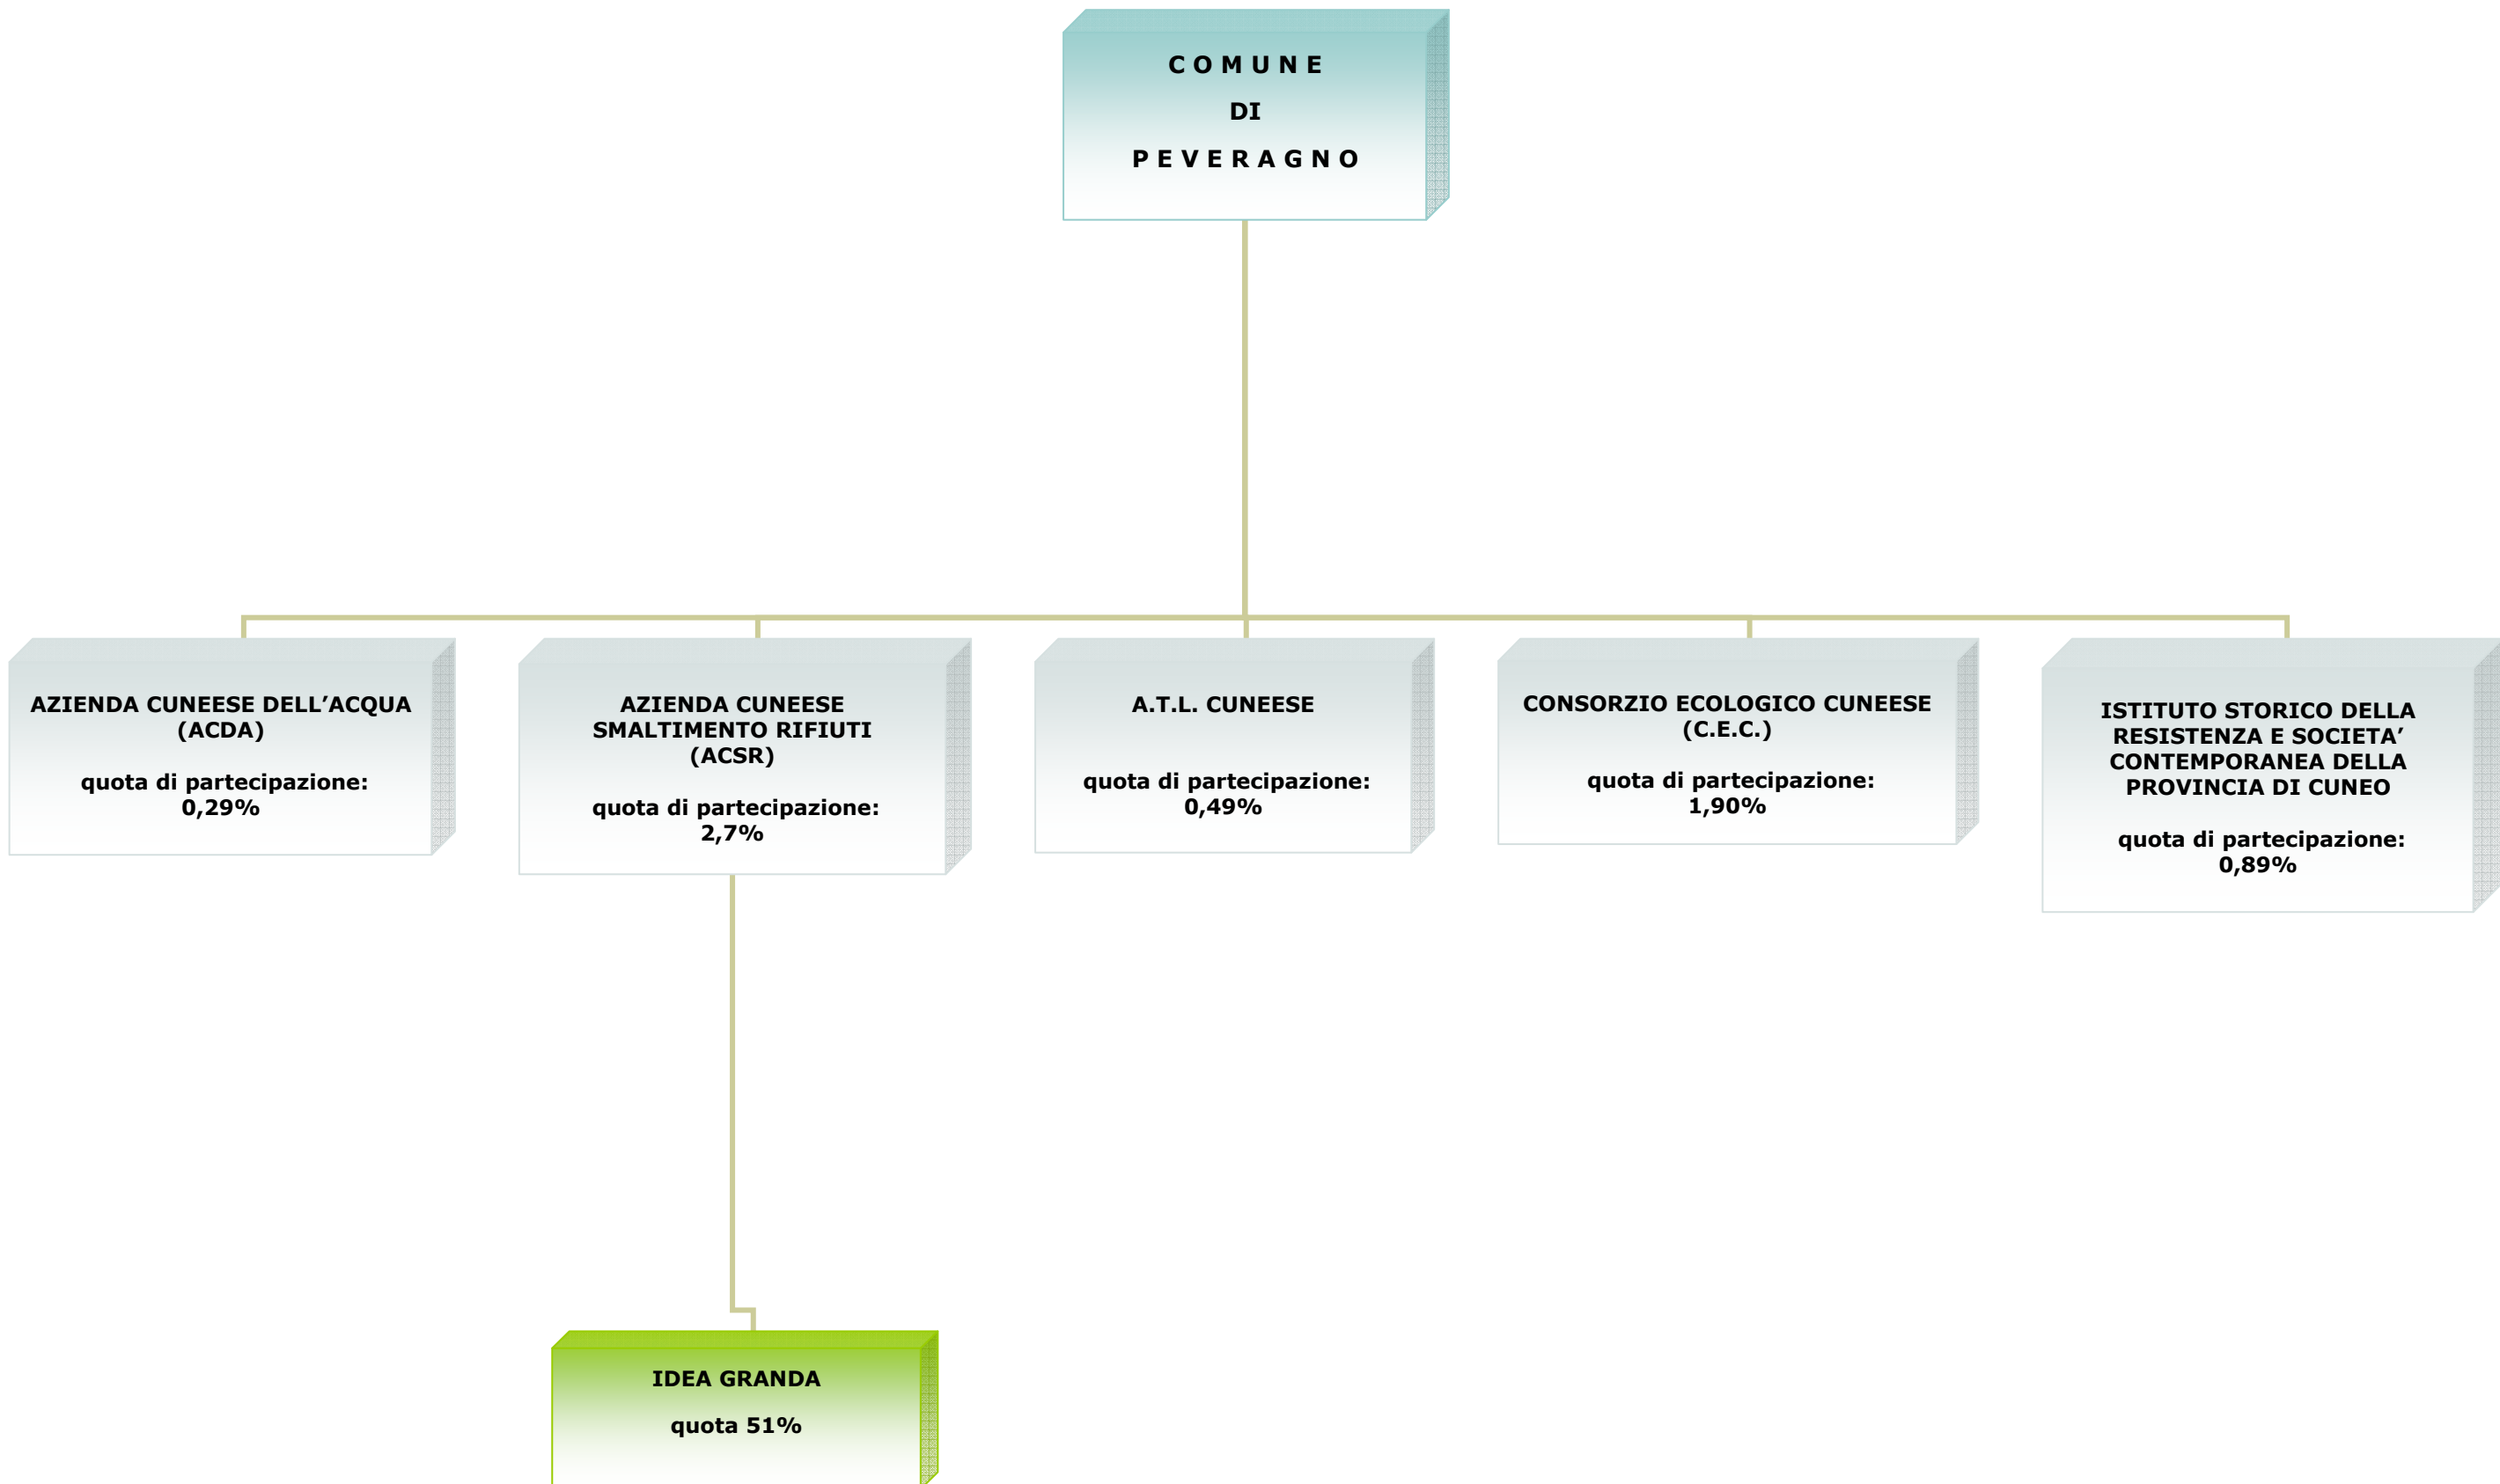 C O M U N E
DI
P E V E R A G N O
AZIENDA CUNEESE DELL’ACQUA
(ACDA)
quota di partecipazione:
0,29%
AZIENDA CUNEESE
SMALTIMENTO RIFIUTI
(ACSR)
quota di partecipazione:
2,7%
A.T.L. CUNEESE
quota di partecipazione:
0,49%
CONSORZIO ECOLOGICO CUNEESE
(C.E.C.)
quota di partecipazione:
1,90%
ISTITUTO STORICO DELLA
RESISTENZA E SOCIETA’
CONTEMPORANEA DELLA
PROVINCIA DI CUNEO
quota di partecipazione:
0,89%
IDEA GRANDA
quota 51%